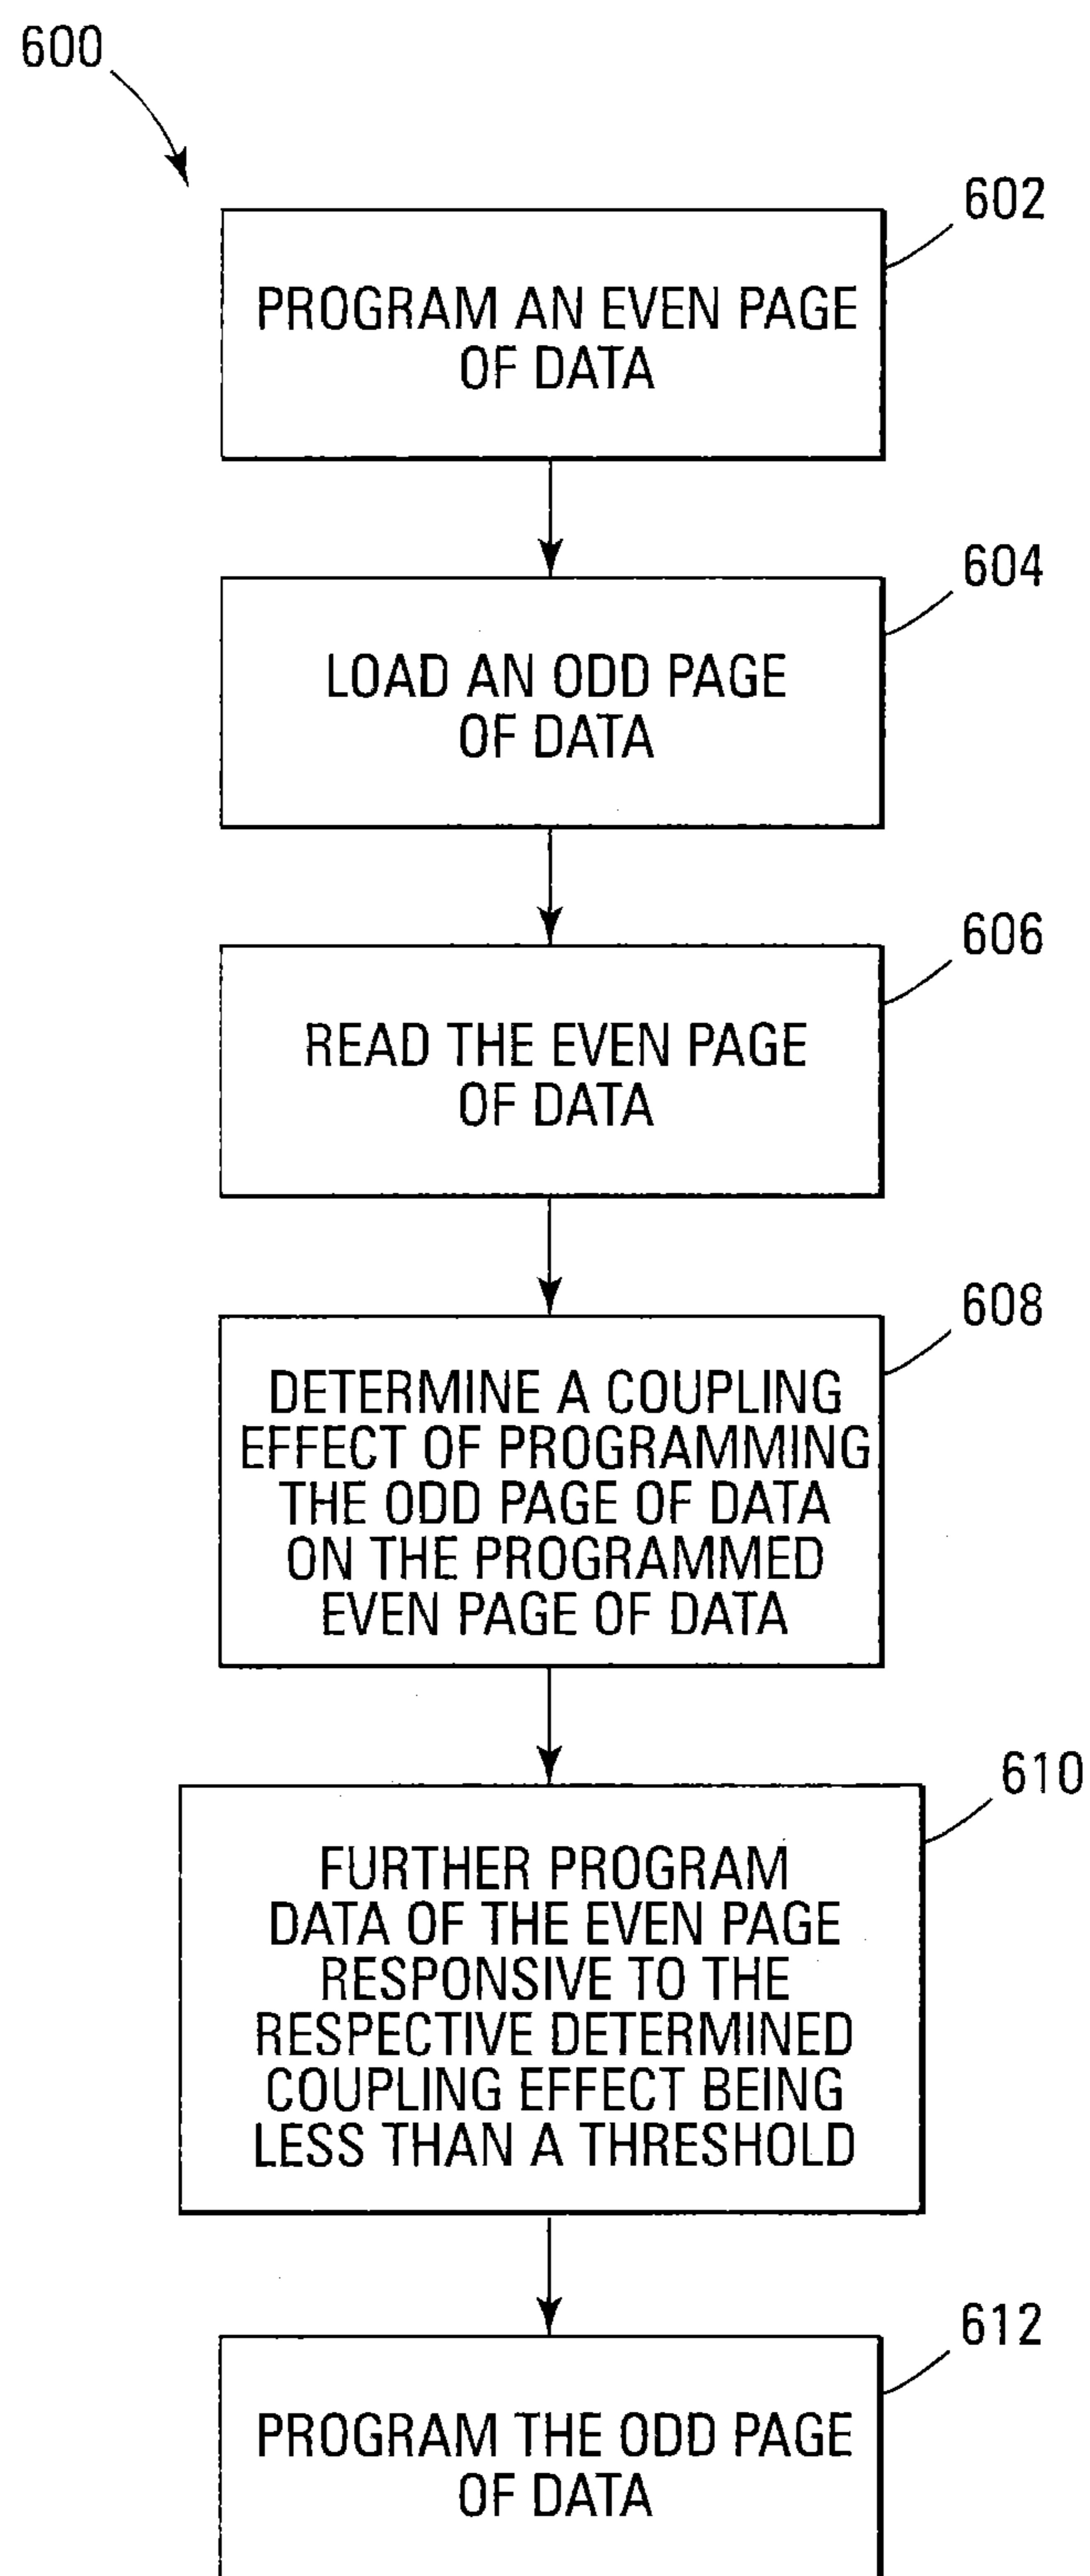 600
602
PROGRAM AN EVEN PAGE
OF DATA
604
LOAD AN ODD PAGE
OF DATA
606
READ THE EVEN PAGE
OF DATA
608
DETERMINE A COUPLING
EFFECT OF PROGRAMMING
THE ODD PAGE OF DATA
ON THE PROGRAMMED
EVEN PAGE OF DATA
610
FURTHER PROGRAM
DATA OF THE EVEN PAGE
RESPONSIVE TO THE
RESPECTIVE DETERMINED
COUPLING EFFECT BEING
LESS THAN A THRESHOLD
612
PROGRAM THE ODD PAGE
OF DATA